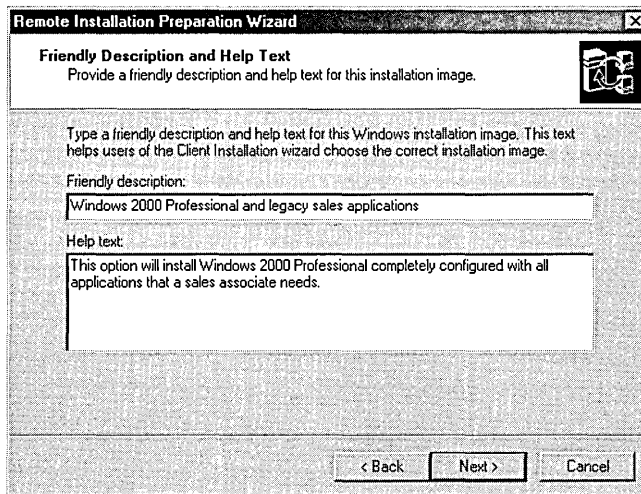 Remote Installation Preparation Wizard
Friendly Description and Help Text
Provide a friendly description and help text for this installation image.
Type a friendly description and help text for this Windows installation image. This text
helps users of the Client Installation wizard choose the correct installation image.
Friendly description:
Windows 2000 Professional and legacy sales applications
Help text:
This option will install Windows 2000 Professional completely configured with all
applications that a sales associate needs.
< Back Next > Cancel